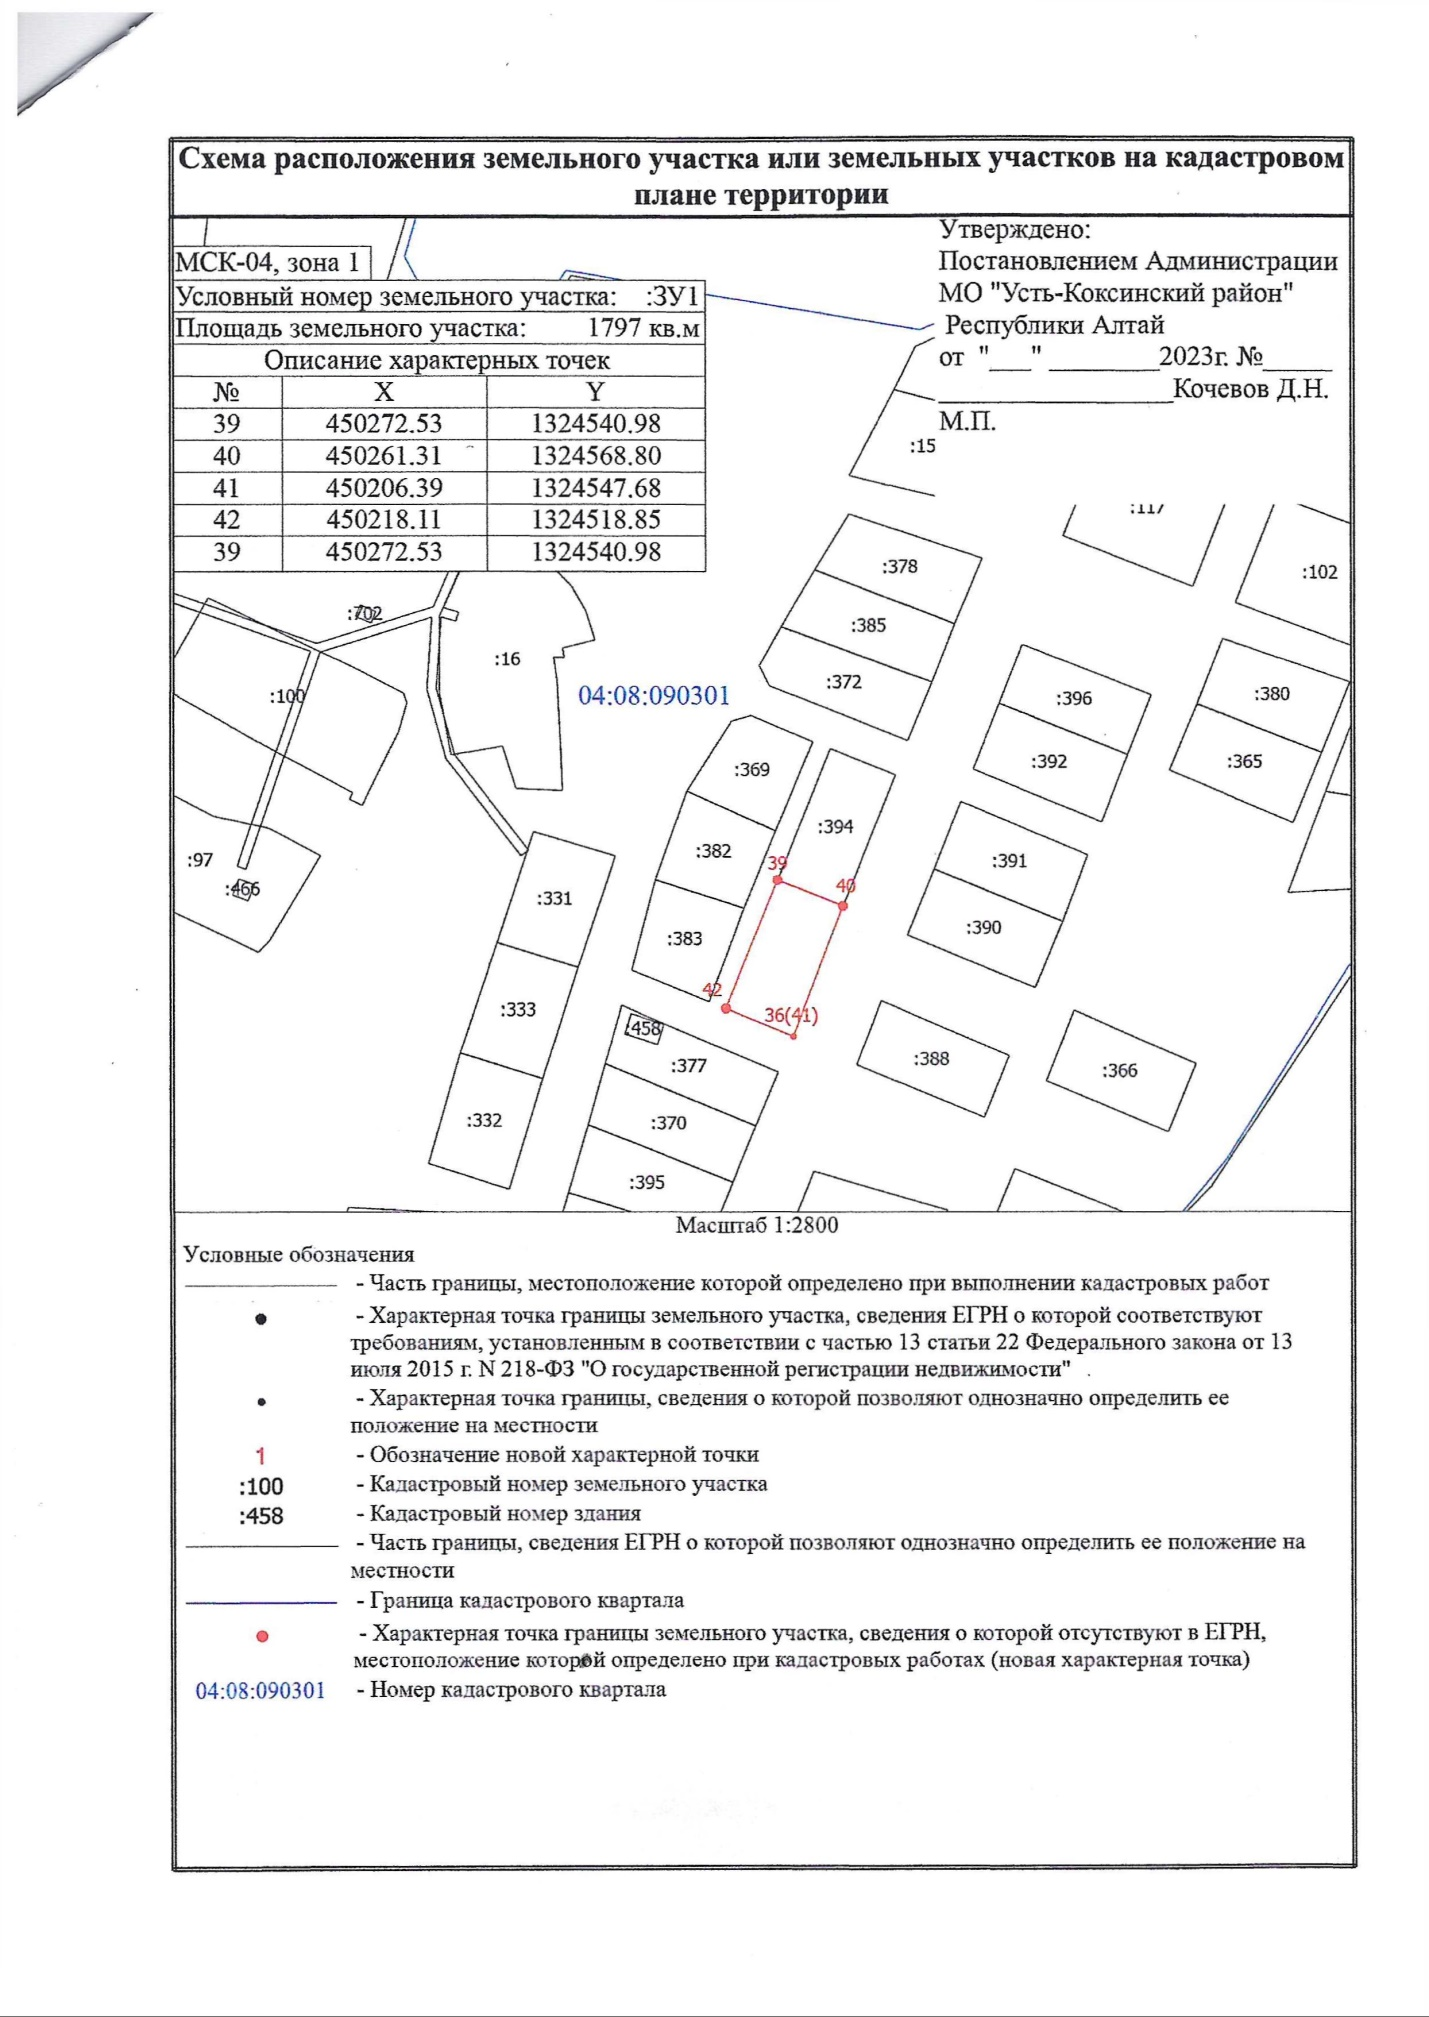 Схема расположения земельного участка или земельных участков на кадастровом
плане территории
Утверждено:
Постановлением Администрации
МО "Усть-Коксинский район"
Республики Алтай
от "___" ________2023г. №_____
_________________Кочевов Д.Н.
М.П.
МСК-04, зона 1
Условный номер земельного участка: :ЗУ1
Площадь земельного участка: 1797 кв.м
Описание характерных точек
№ X Y
39 450272.53 1324540.98
40 450261.31 1324568.80
41 450206.39 1324547.68
42 450218.11 1324518.85
39 450272.53 1324540.98
:15
:117
:102
:378
:385
:372
:702
:16
:100
04:08:090301
:396
:392
:380
:365
:369
:382
:383
:394
39
40
42
36(41)
:391
:390
:97
:466
:331
:333
:332
:458
:377
:370
:395
:388
:366
Масштаб 1:2800
Условные обозначения
- Часть границы, местоположение которой определено при выполнении кадастровых работ
- Характерная точка границы земельного участка, сведения ЕГРН о которой соответствуют
требованиям, установленным в соответствии с частью 13 статьи 22 Федерального закона от 13
июля 2015 г. N 218-ФЗ "О государственной регистрации недвижимости" .
- Характерная точка границы, сведения о которой позволяют однозначно определить ее
положение на местности
1 - Обозначение новой характерной точки
:100 - Кадастровый номер земельного участка
:458 - Кадастровый номер здания
- Часть границы, сведения ЕГРН о которой позволяют однозначно определить ее положение на
местности
- Граница кадастрового квартала
- Характерная точка границы земельного участка, сведения о которой отсутствуют в ЕГРН,
местоположение которой определено при кадастровых работах (новая характерная точка)
04:08:090301 - Номер кадастрового квартала